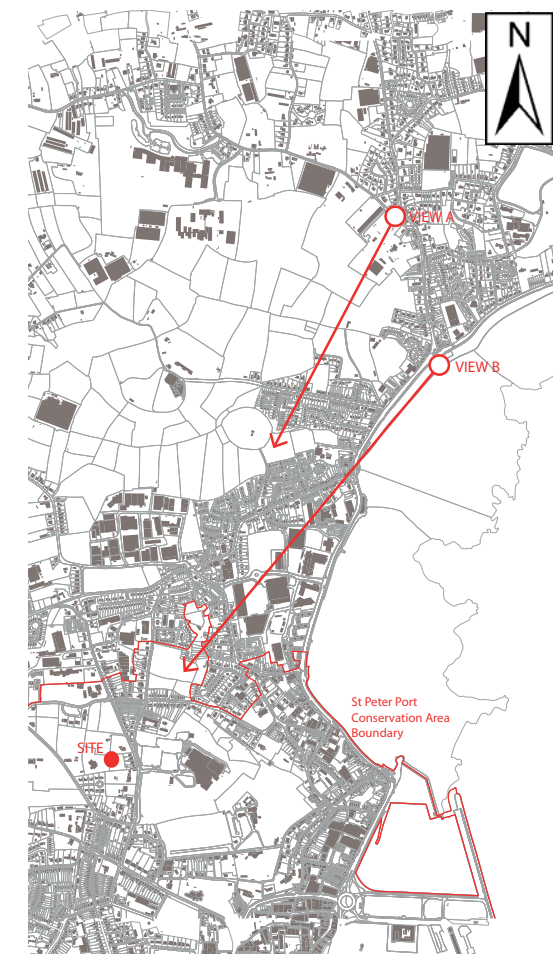 N
VIEW A
VIEW B
St Peter Port
Conservation Area
Boundary
SITE